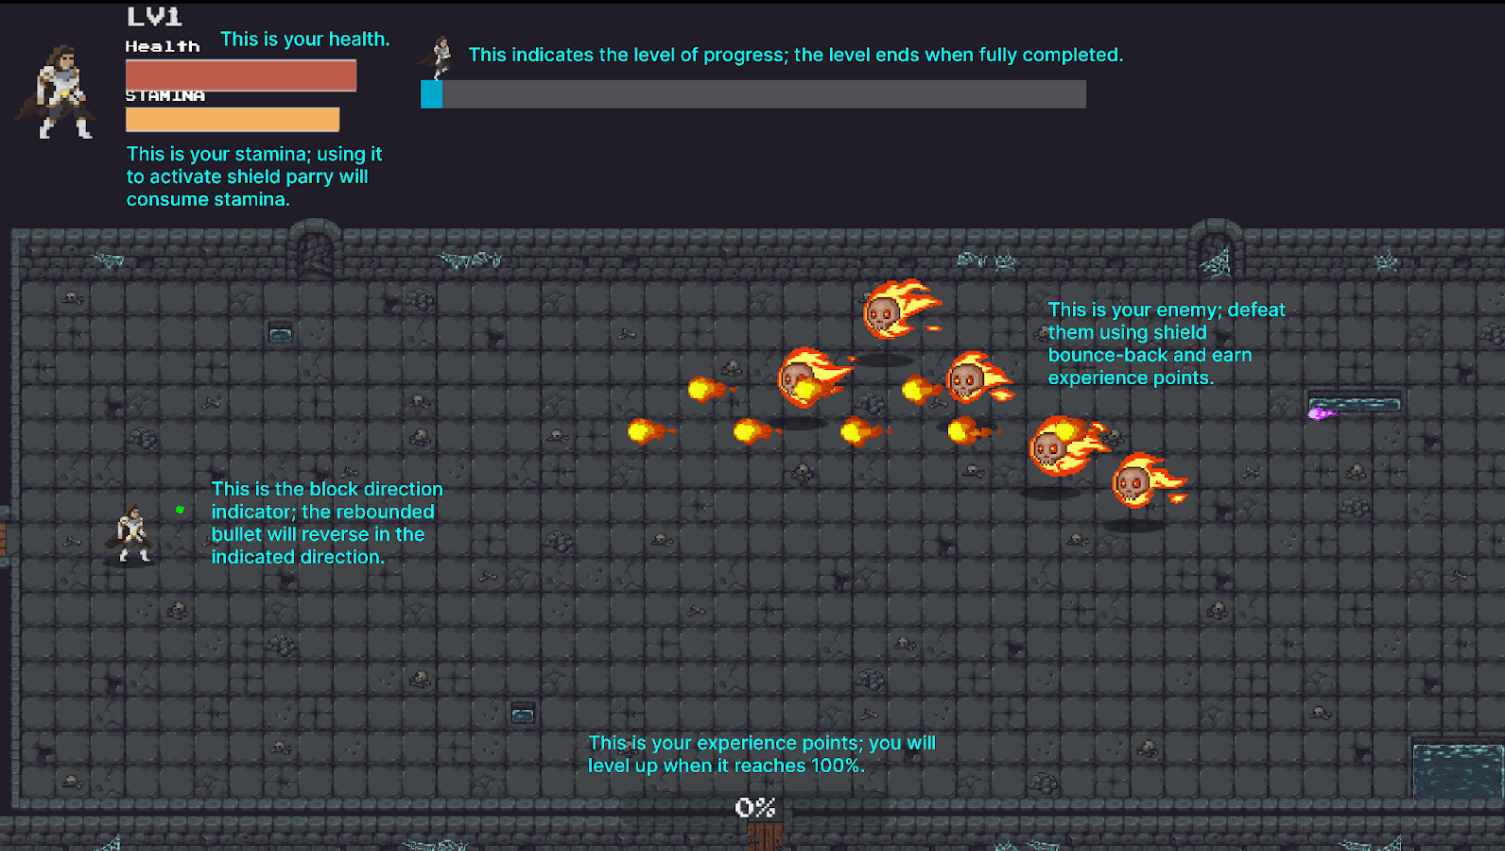 LV1
Health
This is your health.
This indicates the level of progress; the level ends when fully completed.
STAMINA
This is your stamina; using it
to activate shield parry will
consume stamina.
This is your enemy; defeat
them using shield
bounce-back and earn
experience points.
This is the block direction
indicator; the rebounded
bullet will reverse in the
indicated direction.
This is your experience points; you will
level up when it reaches 100%.
0%